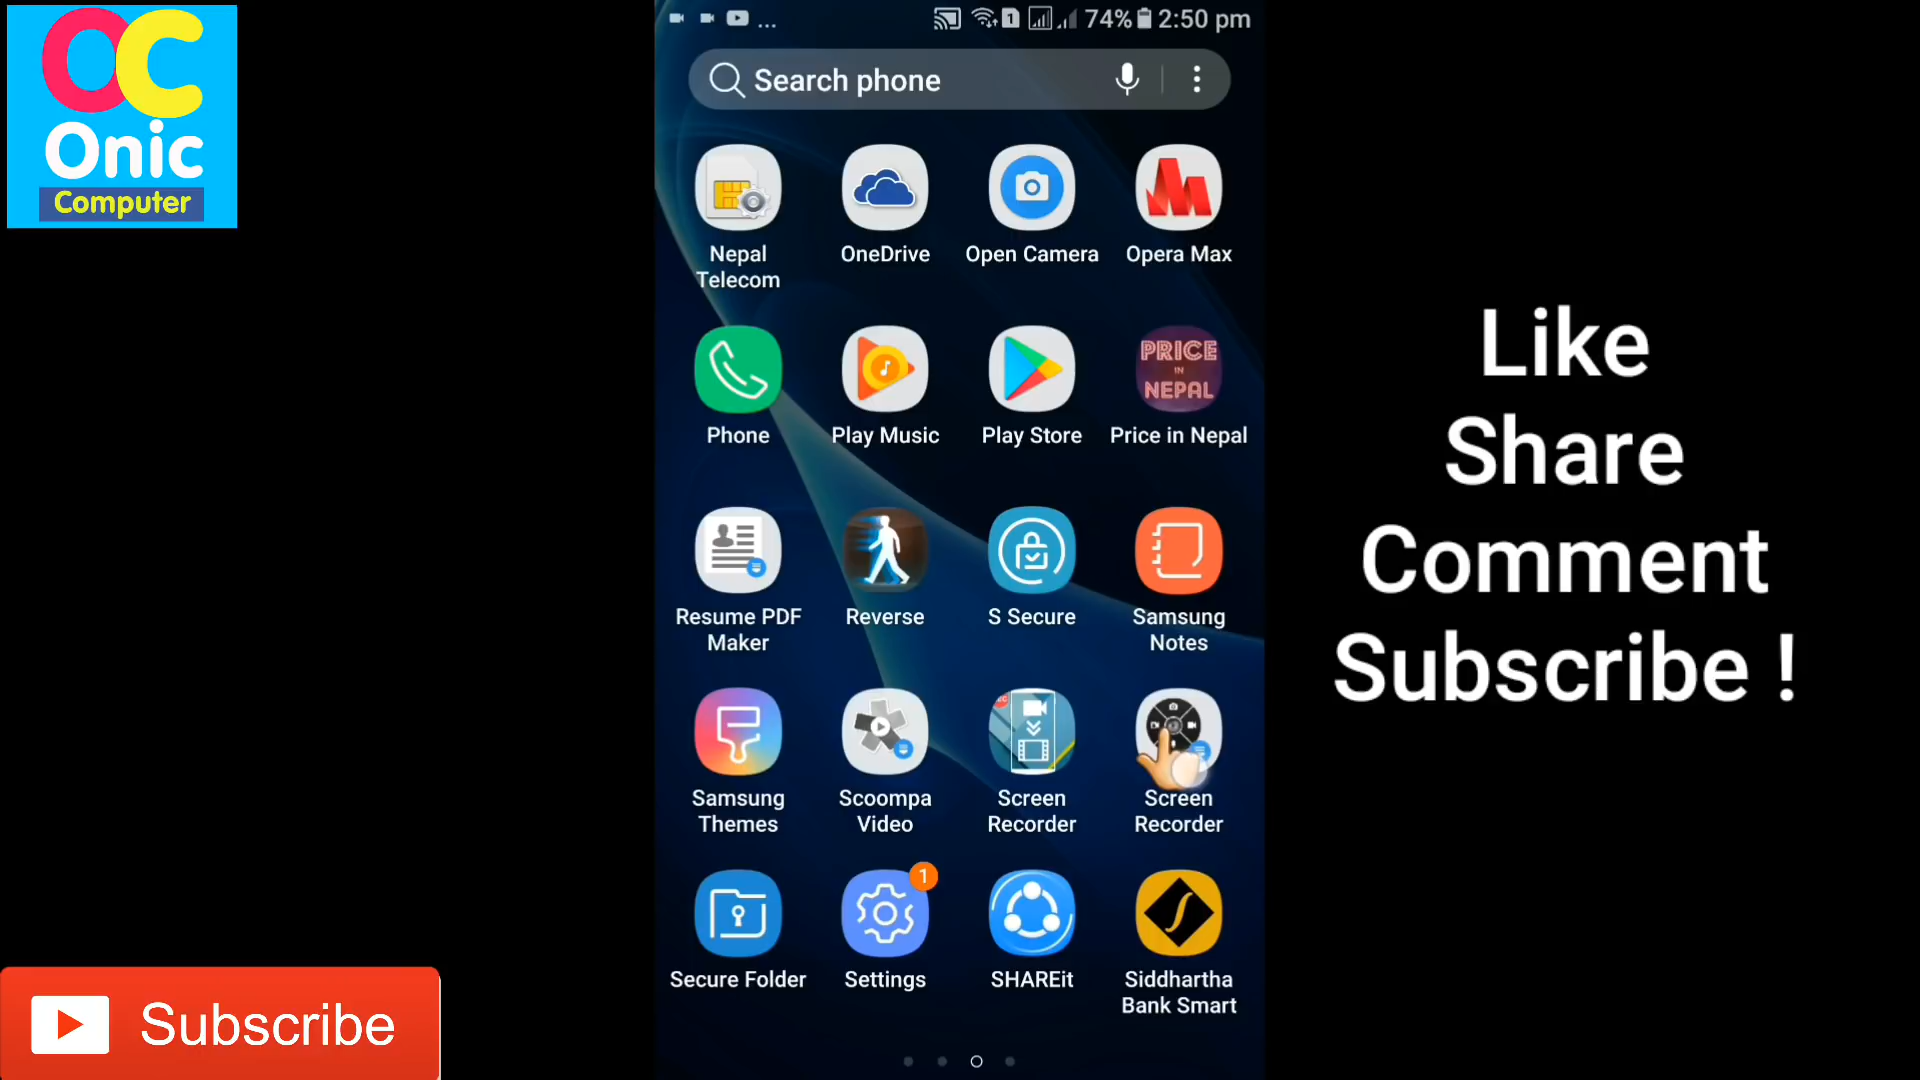 OC
Onic
Computer
... 1 74% 2:50 pm
Search phone
Nepal
Telecom
OneDrive
Open Camera
Opera Max
Phone
Play Music
Play Store
PRICE
IN
NEPAL
Price in Nepal
Resume PDF
Maker
Reverse
S Secure
Samsung
Notes
Samsung
Themes
Scoompa
Video
Screen
Recorder
Screen
Recorder
Secure Folder
1
Settings
SHAREit
Siddhartha
Bank Smart
Like
Share
Comment
Subscribe !
Subscribe